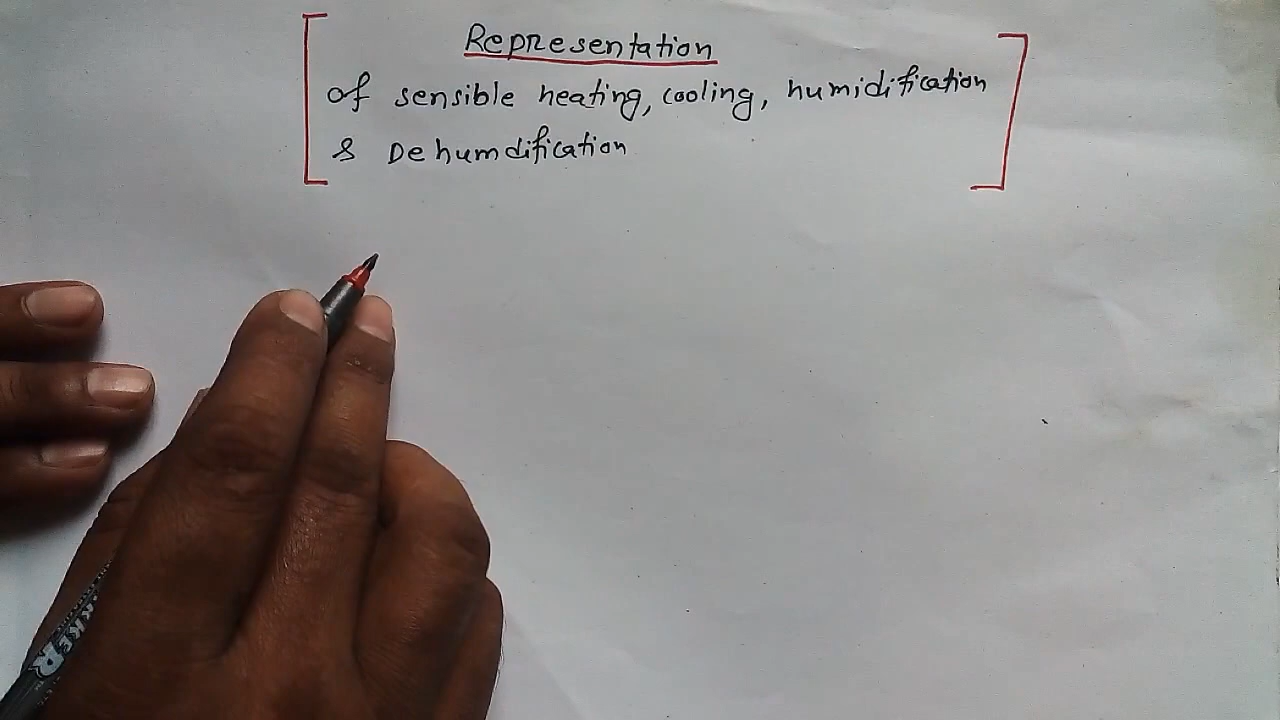 Representation
of sensible heating, cooling, humidification
& Dehumdification